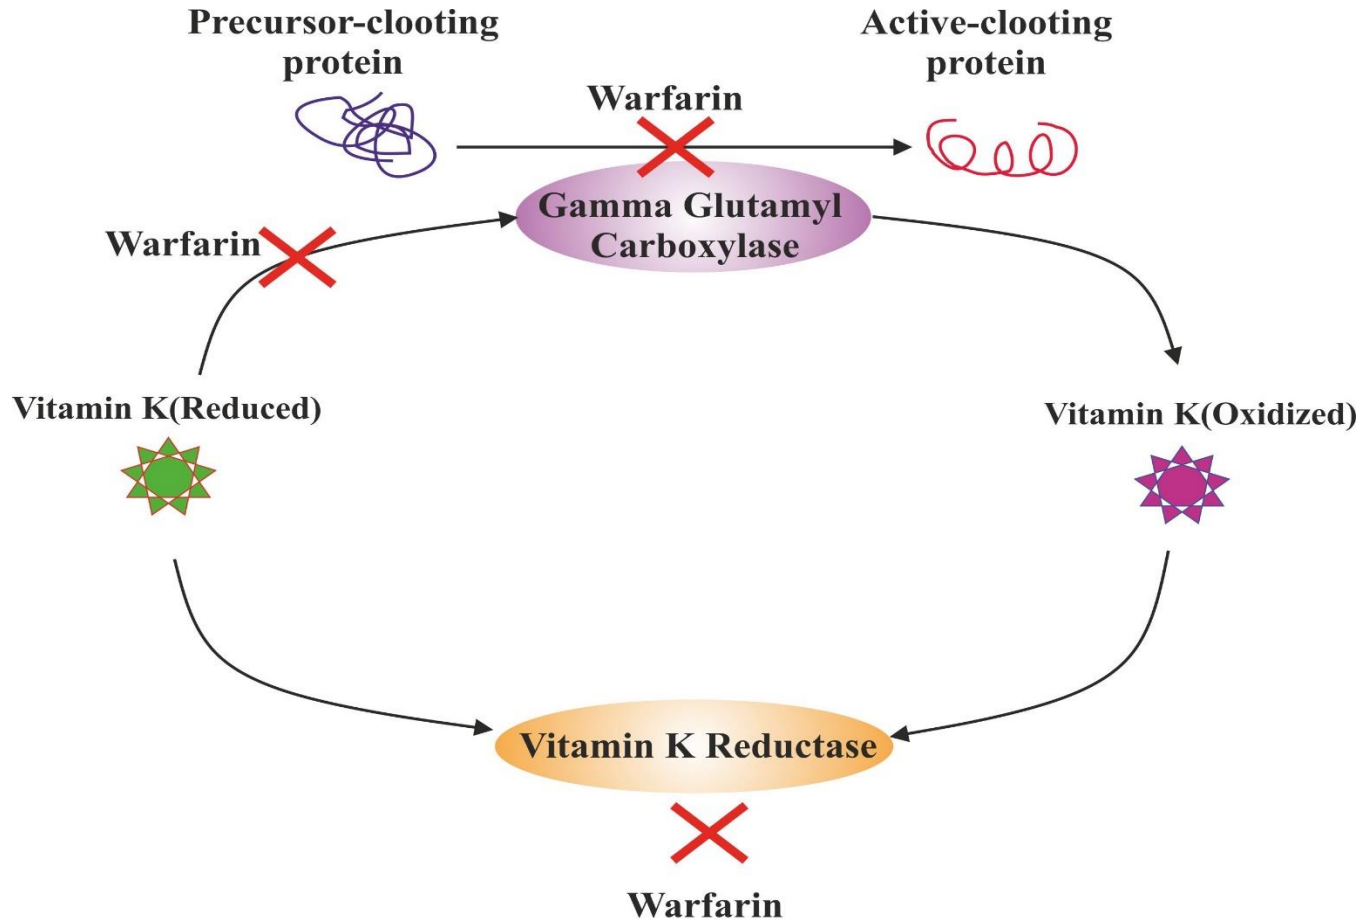 Precursor-clooting
protein
Active-clooting
protein
Warfarin
Gamma Glutamyl
Carboxylase
Warfarin
Vitamin K(Reduced)
Vitamin K(Oxidized)
Vitamin K Reductase
Warfarin